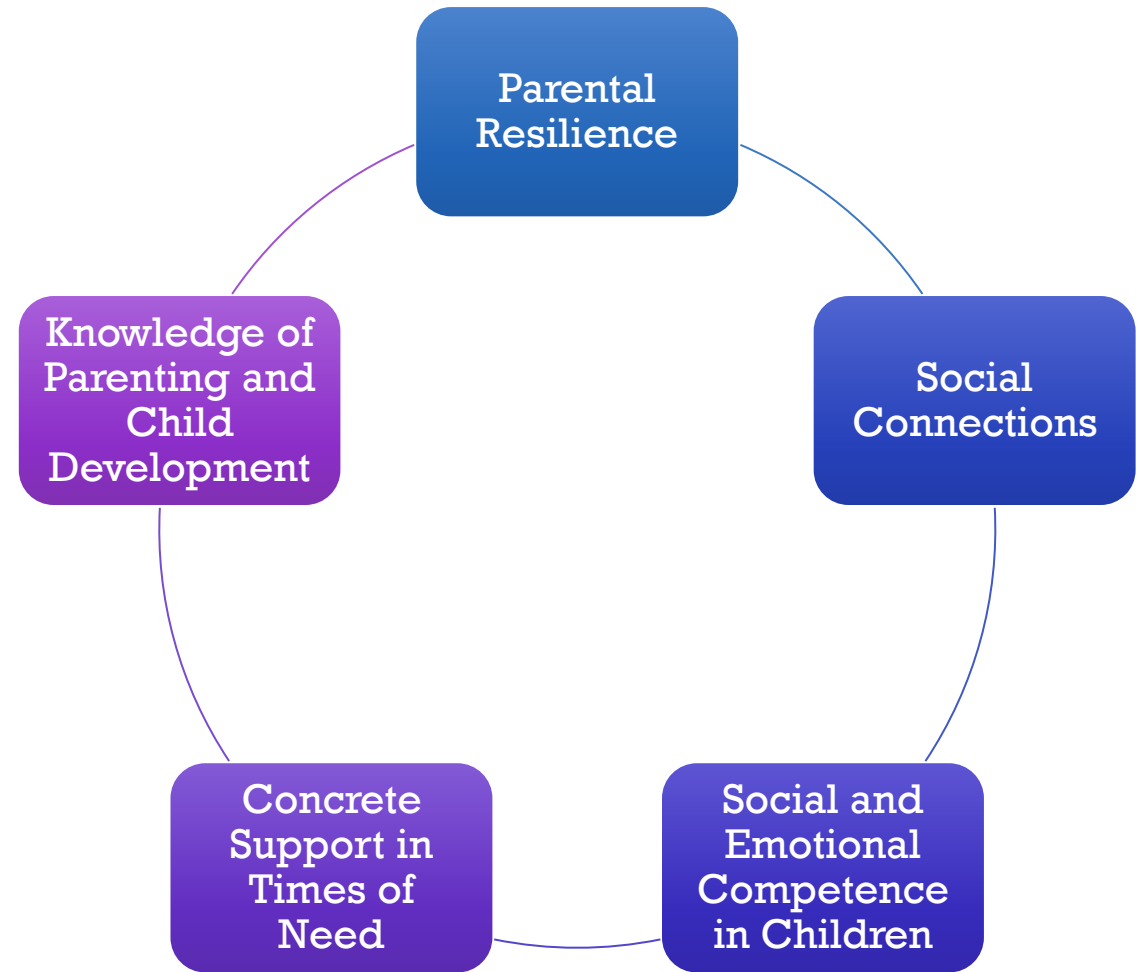 Parental
Resilience
Social
Connections
Social and
Emotional
Competence
in Children
Concrete
Support in
Times of
Need
Knowledge of
Parenting and
Child
Development